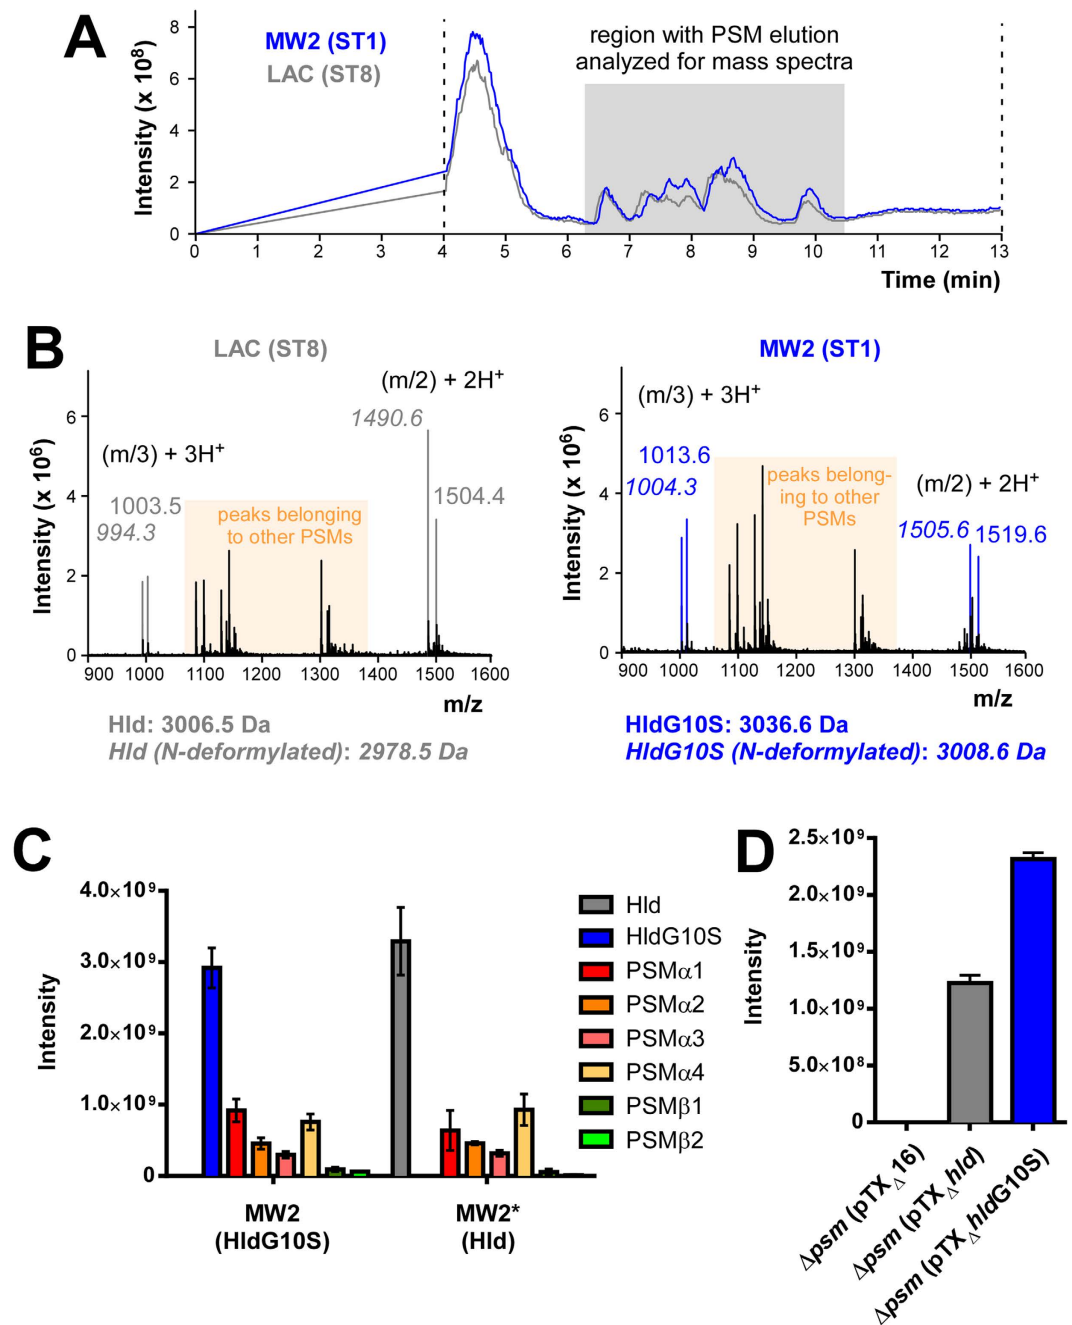 A
MW2 (ST1)
LAC (ST8)
region with PSM elution
analyzed for mass spectra
Intensity (x 10⁸)
8
6
4
2
0
0 1 2 3 4 5 6 7 8 9 10 11 12 13
Time (min)
B
LAC (ST8)
(m/2) + 2H⁺
1490.6
(m/3) + 3H⁺
1003.5
994.3
1504.4
peaks belonging
to other PSMs
Intensity (x 10⁶)
6
4
2
0
900 1000 1100 1200 1300 1400 1500 1600
m/z
Hld: 3006.5 Da
Hld (N-deformylated): 2978.5 Da
MW2 (ST1)
(m/3) + 3H⁺
1013.6
1004.3
peaks belong-
ing to other
PSMs
(m/2) + 2H⁺
1505.6
1519.6
Intensity (x 10⁶)
6
4
2
0
900 1000 1100 1200 1300 1400 1500 1600
m/z
HldG10S: 3036.6 Da
HldG10S (N-deformylated): 3008.6 Da
C
Intensity
4.0×10⁹
3.0×10⁹
2.0×10⁹
1.0×10⁹
0
MW2
(HldG10S)
MW2*
(Hld)
Hld
HldG10S
PSMα1
PSMα2
PSMα3
PSMα4
PSMβ1
PSMβ2
D
Intensity
2.5×10⁹
2.0×10⁹
1.5×10⁹
1.0×10⁹
5.0×10⁸
0
Δpsm (pTXΔ16)
Δpsm (pTXΔhld)
Δpsm (pTXΔhldG10S)